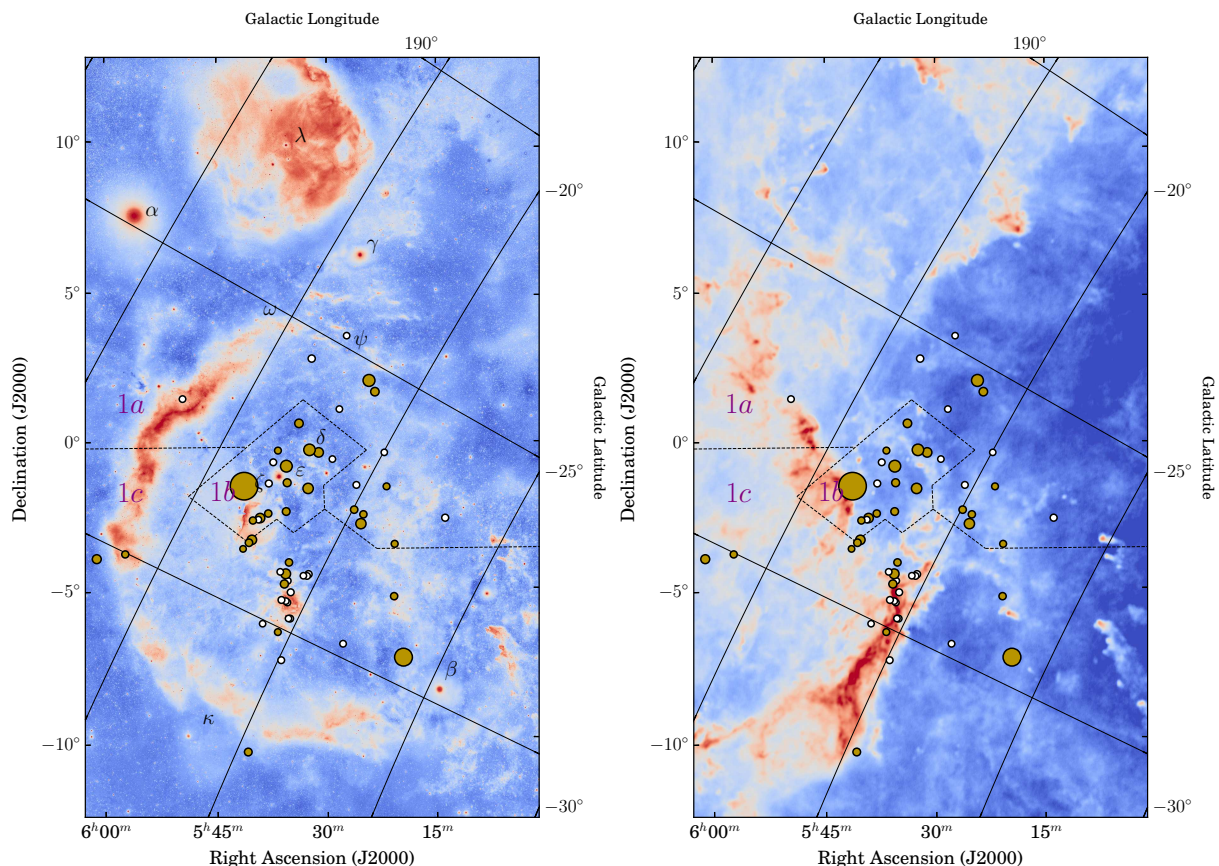 Galactic Longitude
190°
10°
5°
0°
−5°
−10°
Declination (J2000)
−20°
−25°
−30°
Galactic Latitude
λ
α
γ
ω
ψ
1a
δ
ε
ζ
1c
1b
β
κ
6ʰ00ᵐ
5ʰ45ᵐ
30ᵐ
15ᵐ
Right Ascension (J2000)
Galactic Longitude
190°
10°
5°
0°
−5°
−10°
Declination (J2000)
−20°
−25°
−30°
Galactic Latitude
1a
1c
1b
6ʰ00ᵐ
5ʰ45ᵐ
30ᵐ
15ᵐ
Right Ascension (J2000)